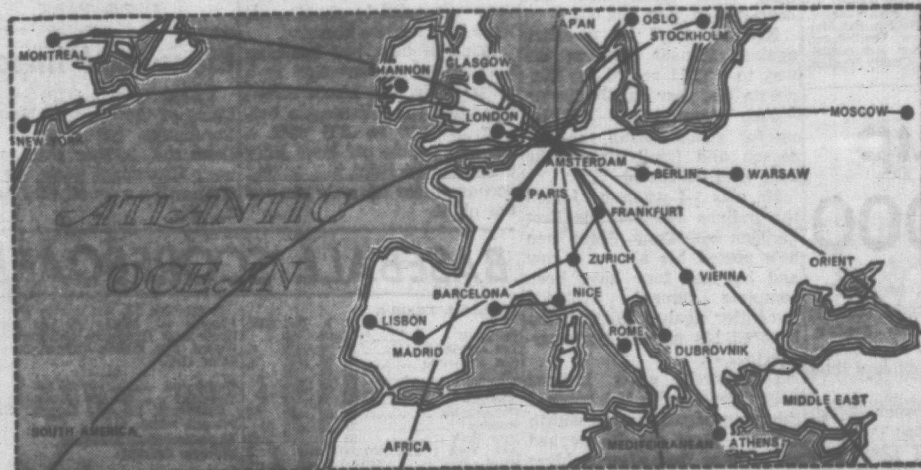 JAPAN
OSLO
STOCKHOLM
MONTREAL
SHANNON
GLASGOW
MOSCOW
LONDON
NEW YORK
AMSTERDAM
BERLIN
WARSAW
PARIS
FRANKFURT
ATLANTIC
OCEAN
ZURICH
ORIENT
VIENNA
BARCELONA
NICE
LISBON
MADRID
ROME
DUBROVNIK
MIDDLE EAST
SOUTH AMERICA
AFRICA
MEDITERRANEAN
ATHENS